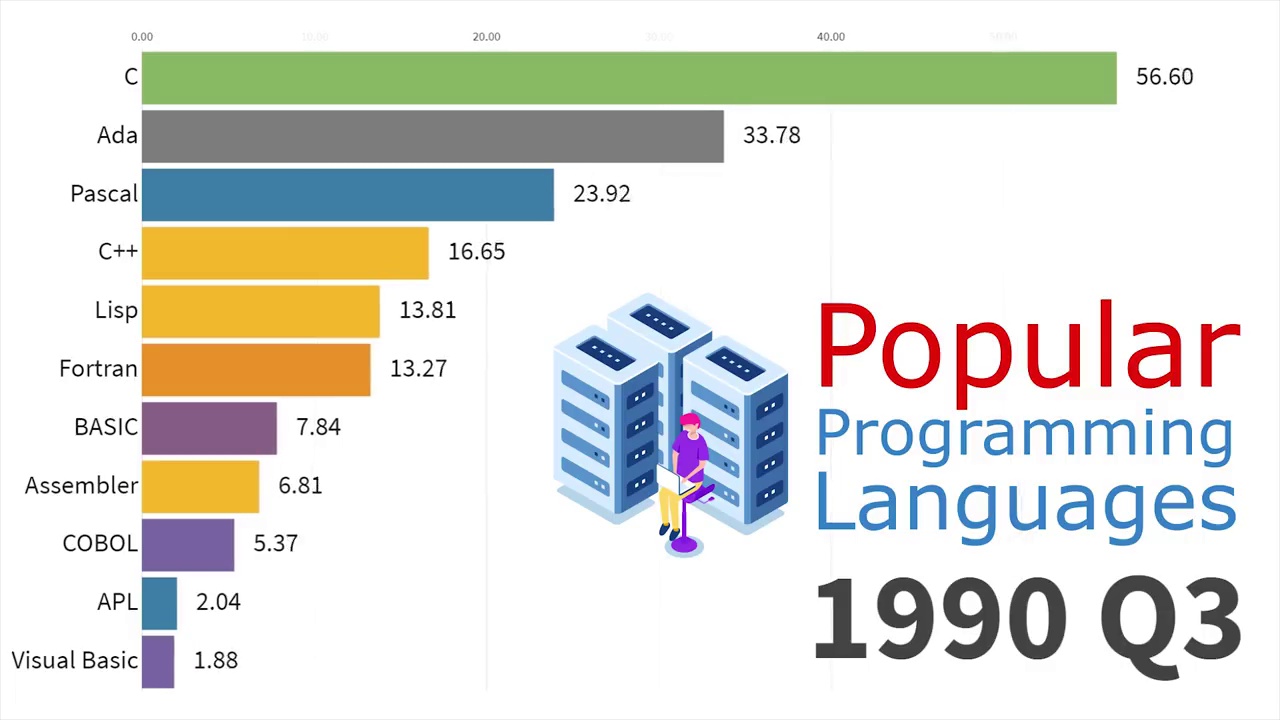 0.00 10.00 20.00 30.00 40.00 50.00
C 56.60
Ada 33.78
Pascal 23.92
C++ 16.65
Lisp 13.81
Fortran 13.27
BASIC 7.84
Assembler 6.81
COBOL 5.37
APL 2.04
Visual Basic 1.88
Popular
Programming
Languages
1990 Q3